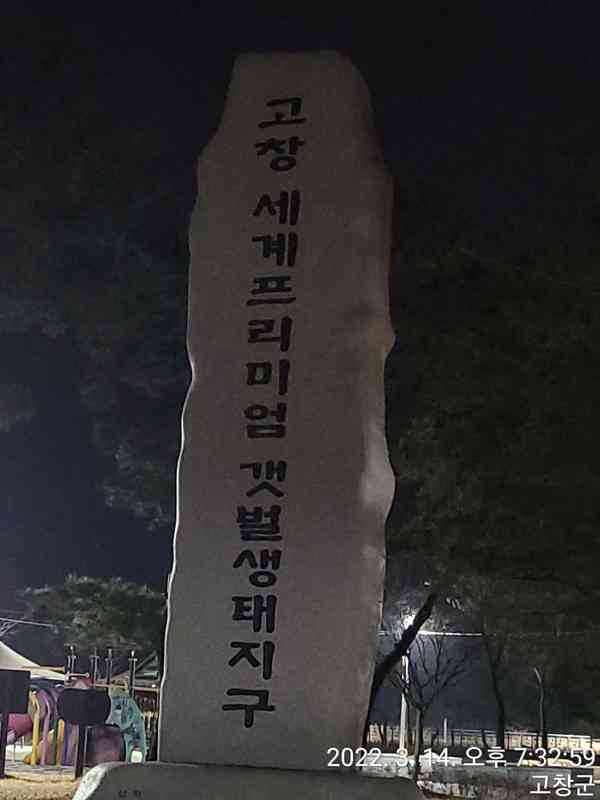 고창 세계프리미엄 갯벌생태지구
2022. 3. 14. 오후 7:32:59
고창군